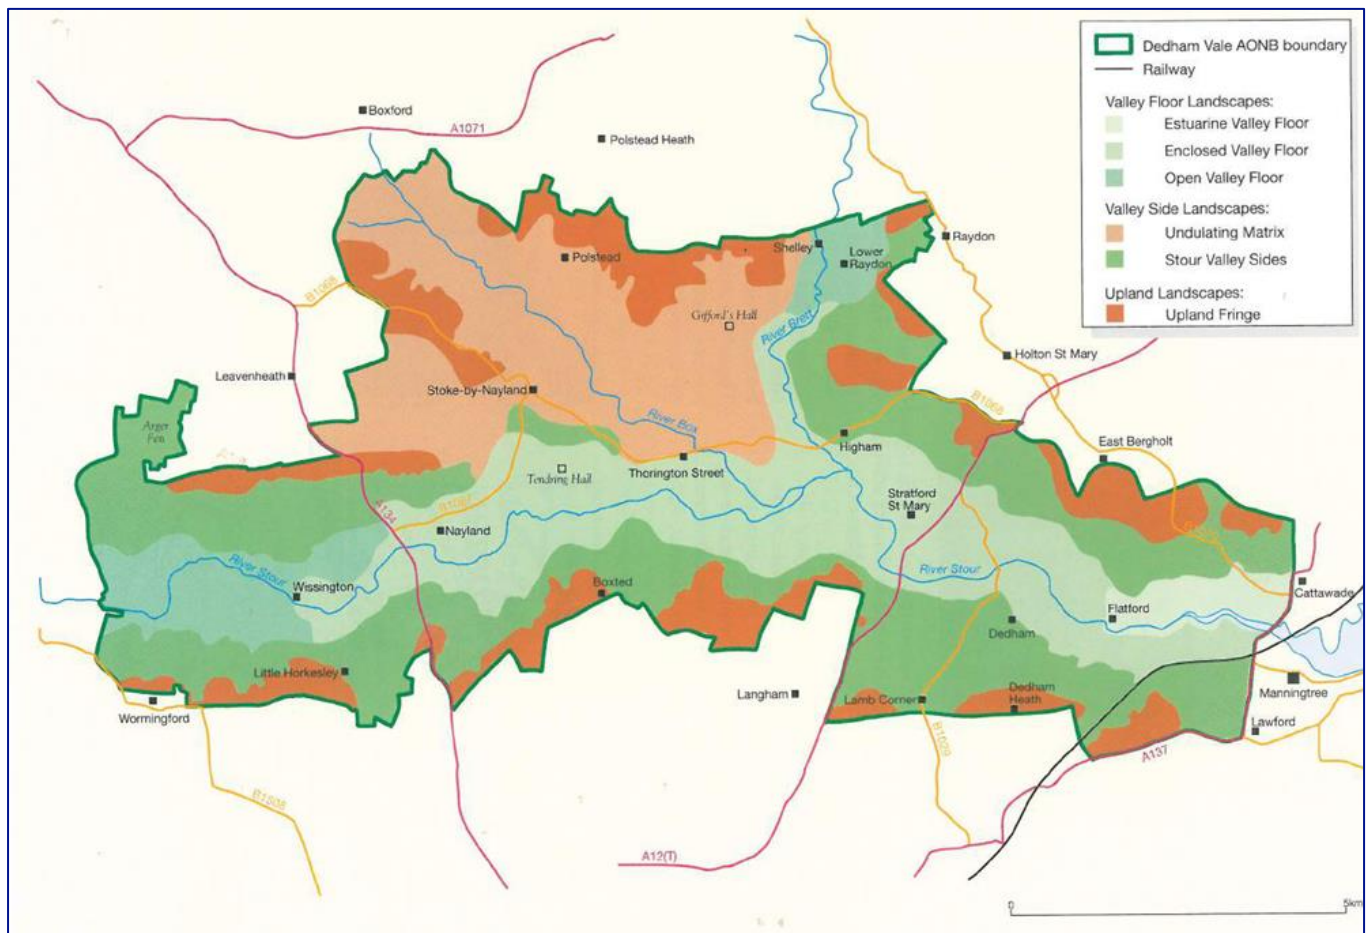 Dedham Vale AONB boundary
Railway
Valley Floor Landscapes:
Estuarine Valley Floor
Enclosed Valley Floor
Open Valley Floor
Valley Side Landscapes:
Undulating Matrix
Stour Valley Sides
Upland Landscapes:
Upland Fringe
Boxford
A1071
Polstead Heath
Raydon
Shelley
Lower
Raydon
Polstead
B1068
Gifford's Hall
River Brett
Holton St Mary
Leavenheath
Stoke-by-Nayland
B1068
Arger
Fen
River Box
Higham
East Bergholt
Thorington Street
Tendring Hall
A134
Nayland
Stratford
St Mary
River Stour
Wissington
Boxted
River Stour
Cattawade
Flatford
Dedham
Little Horkesley
Langham
Lamb Corner
Dedham
Heath
Manningtree
Wormingford
Lawford
B1029
A137
B1508
A12(T)
0
5km